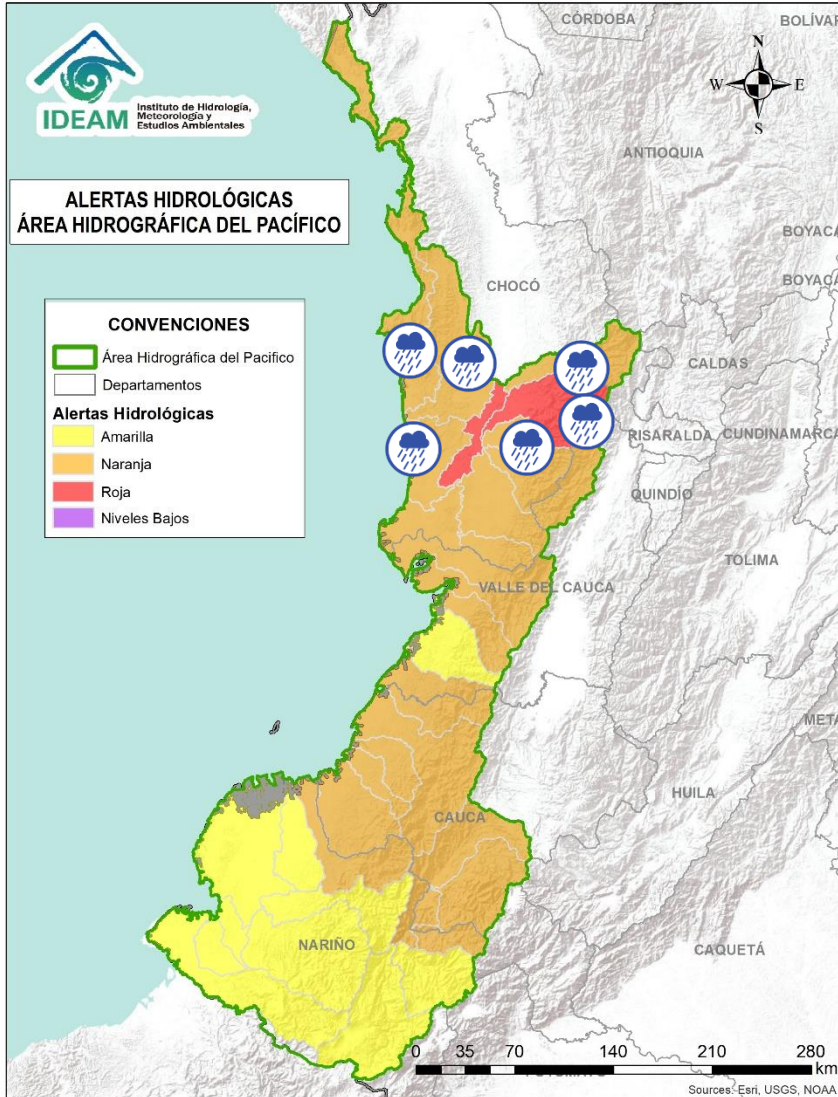 CÓRDOBA
BOLÍVAR
IDEAM
Instituto de Hidrología,
Meteorología y
Estudios Ambientales
N
W E
S
ANTIOQUIA
ALERTAS HIDROLÓGICAS
ÁREA HIDROGRÁFICA DEL PACÍFICO
BOYACÁ
BOYACÁ
CHOCÓ
CONVENCIONES
Área Hidrográfica del Pacifico
Departamentos
Alertas Hidrológicas
Amarilla
Naranja
Roja
Niveles Bajos
CALDAS
RISARALDA
CUNDINAMARCA
QUINDÍO
TOLIMA
VALLE DEL CAUCA
META
HUILA
CAUCA
NARIÑO
CAQUETÁ
0 35 70 140 210 280
km
Sources: Esri, USGS, NOAA